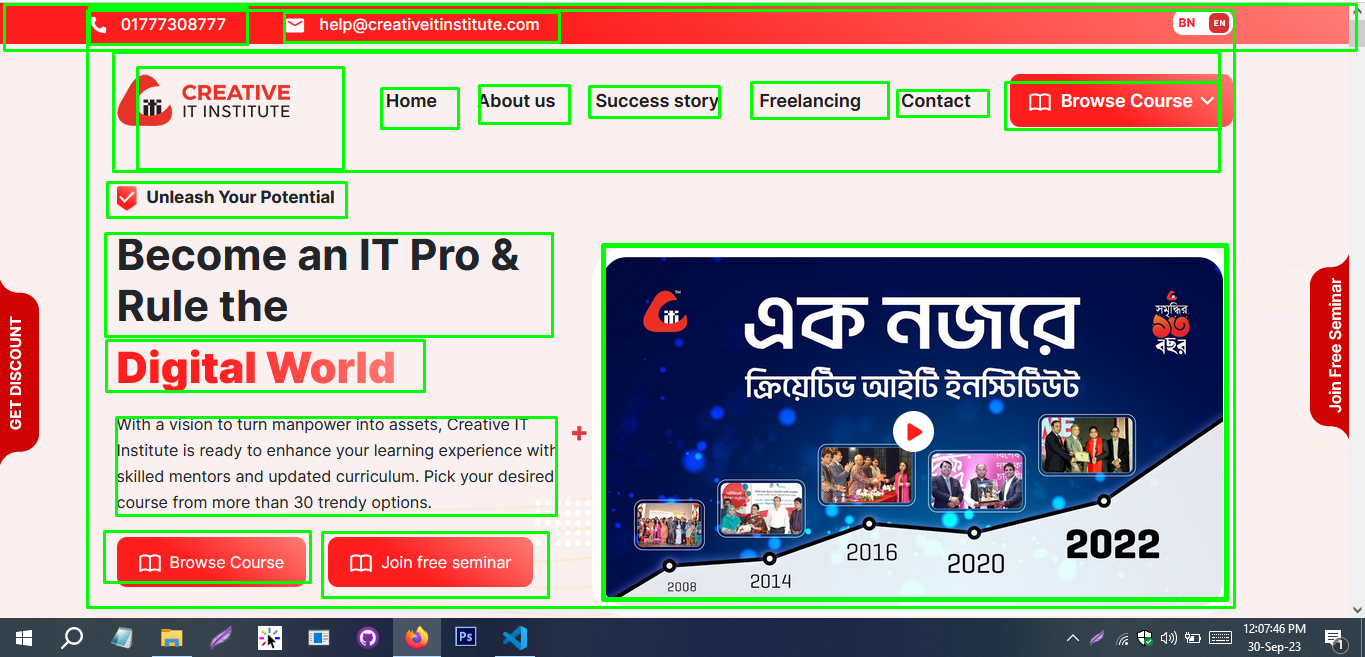 01777308777
help@creativeitinstitute.com
BN EN
CREATIVE
IT INSTITUTE
Home
About us
Success story
Freelancing
Contact
Browse Course
Unleash Your Potential
Become an IT Pro &
Rule the
Digital World
With a vision to turn manpower into assets, Creative IT
Institute is ready to enhance your learning experience with
skilled mentors and updated curriculum. Pick your desired
course from more than 30 trendy options.
Browse Course
Join free seminar
GET DISCOUNT
Join Free Seminar
iTi
TM
এক নজরে
ক্রিয়েটিভ আইটি ইনস্টিটিউট
সমৃদ্ধির
১৩
বছর
2008
2014
2016
2020
2022
Ps
12:07:46 PM
30-Sep-23
1